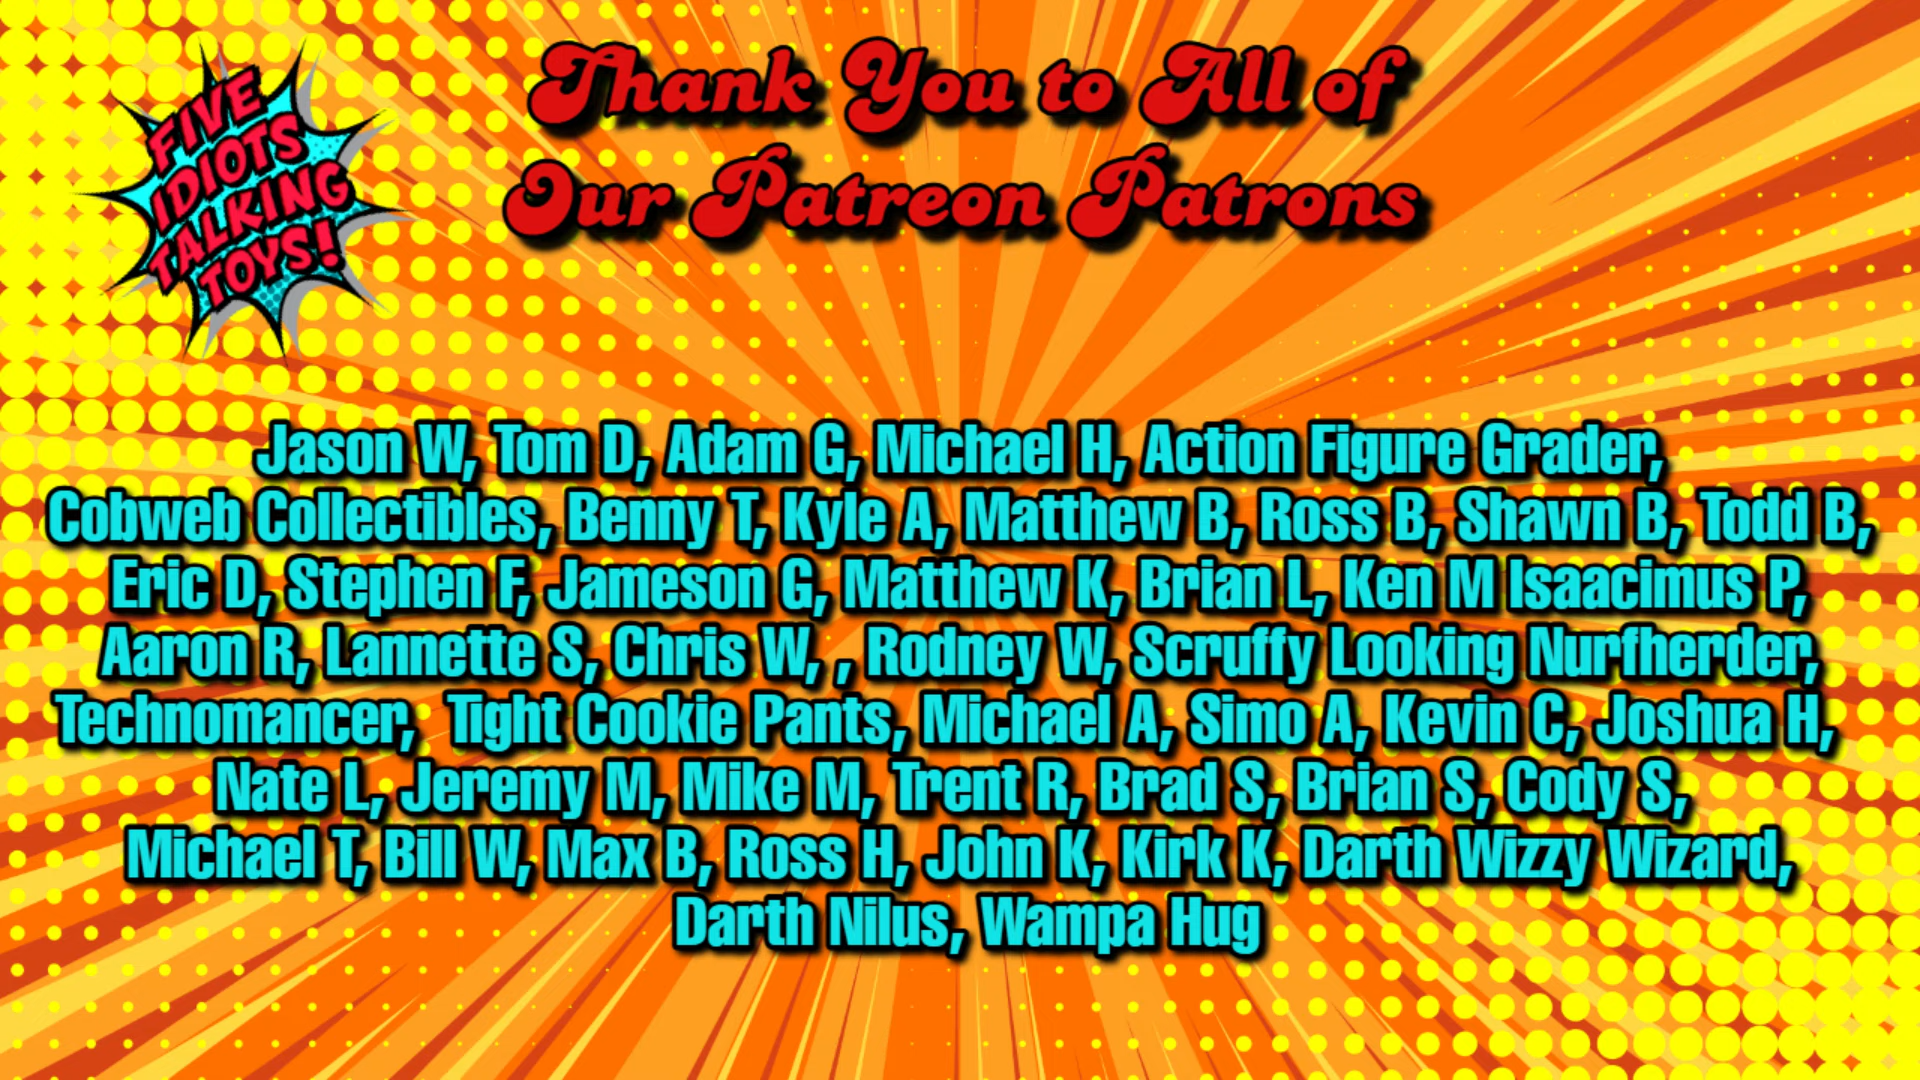 FIVE
IDIOTS
TALKING
TOYS!
Thank You to All of
Our Patreon Patrons
Jason W, Tom D, Adam G, Michael H, Action Figure Grader,
Cobweb Collectibles, Benny T, Kyle A, Matthew B, Ross B, Shawn B, Todd B,
Eric D, Stephen F, Jameson G, Matthew K, Brian L, Ken M Isaacimus P,
Aaron R, Lannette S, Chris W, , Rodney W, Scruffy Looking Nurfherder,
Technomancer,  Tight Cookie Pants, Michael A, Simo A, Kevin C, Joshua H,
Nate L, Jeremy M, Mike M, Trent R, Brad S, Brian S, Cody S,
Michael T, Bill W, Max B, Ross H, John K, Kirk K, Darth Wizzy Wizard,
Darth Nilus, Wampa Hug